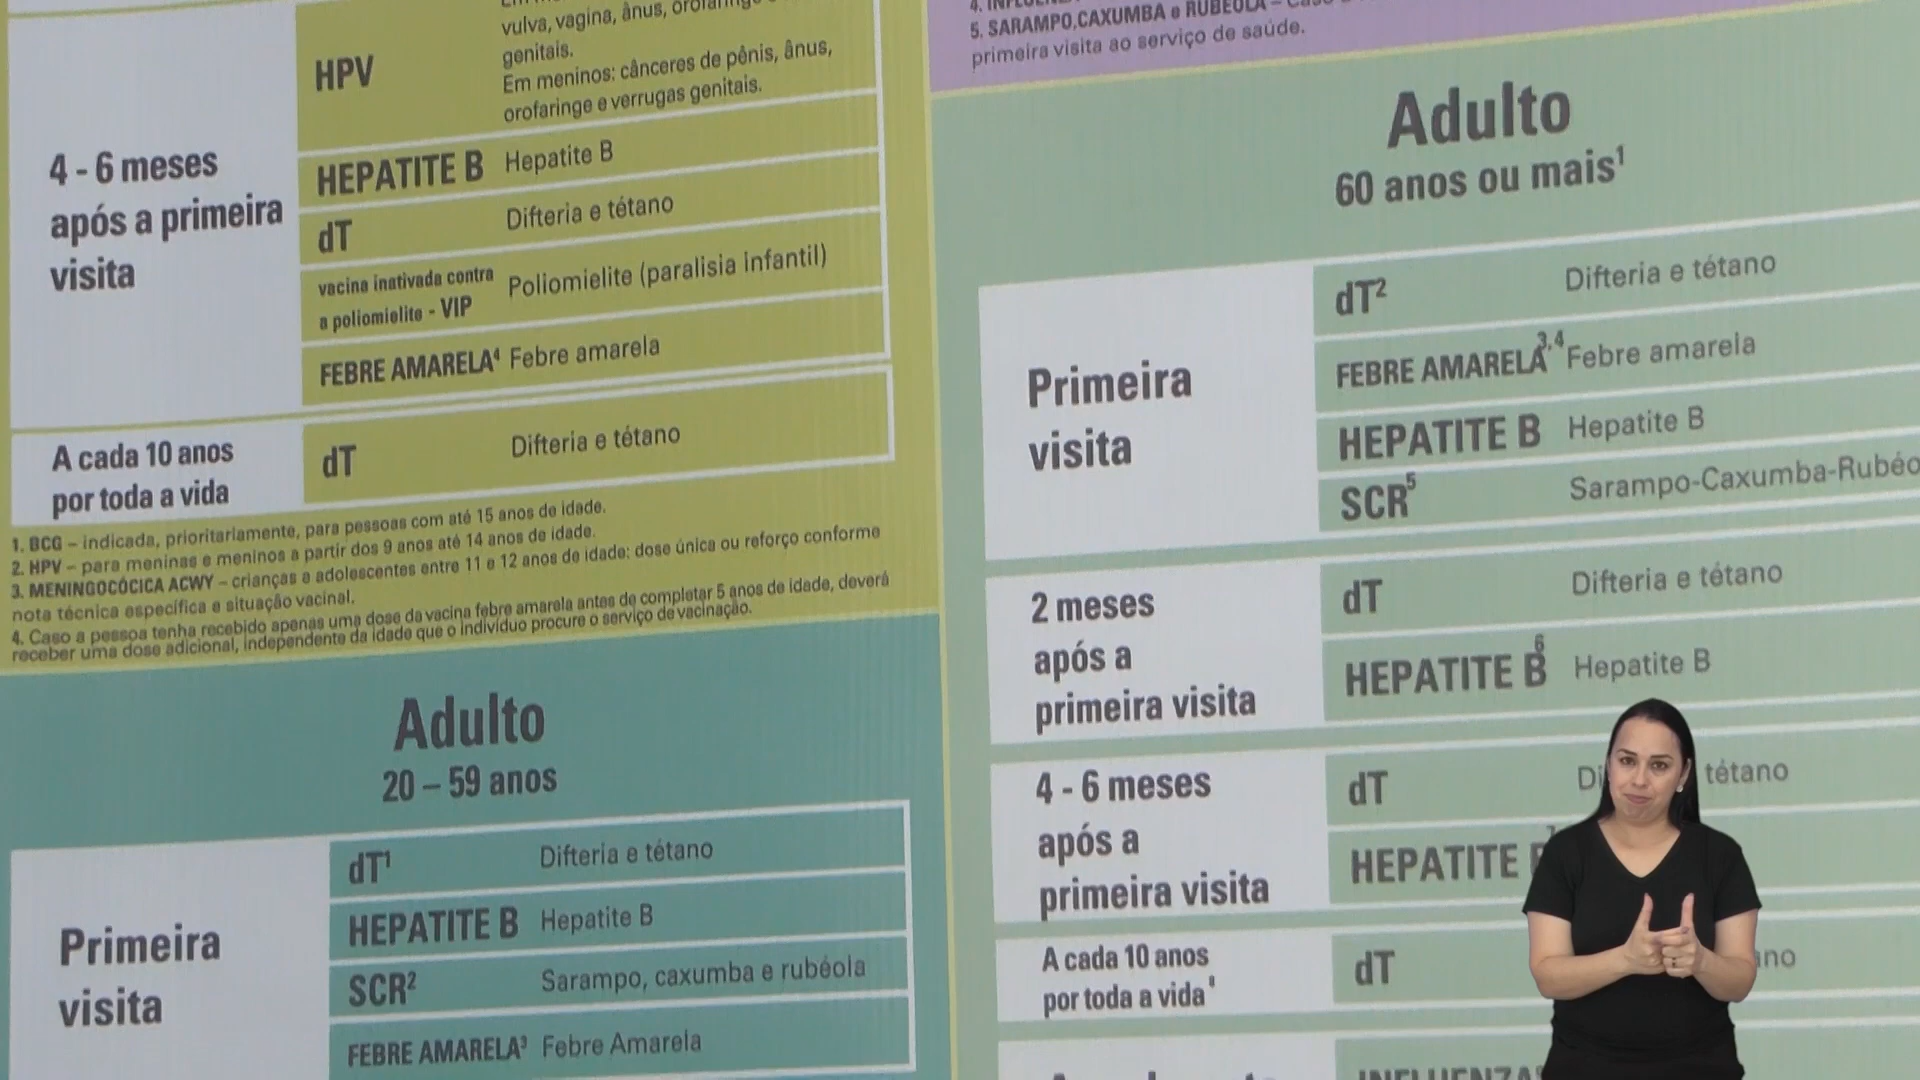 vulva, vagina, ânus,
genitais.
HPV
Em meninos: cânceres de pênis, ânus,
orofaringe e verrugas genitais.
4 - 6 meses
após a primeira
visita
HEPATITE B Hepatite B
dT Difteria e tétano
vacina inativada contra
a poliomielite - VIP
Poliomielite (paralisia infantil)
FEBRE AMARELA⁴ Febre amarela
A cada 10 anos
por toda a vida
dT Difteria e tétano
1. BCG – indicada, prioritariamente, para pessoas com até 15 anos de idade.
2. HPV – para meninas e meninos a partir dos 9 anos até 14 anos de idade.
3. MENINGOCÓCICA ACWY – crianças e adolescentes entre 11 e 12 anos de idade: dose única ou reforço conforme
nota técnica específica e situação vacinal.
4. Caso a pessoa tenha recebido apenas uma dose da vacina febre amarela antes de completar 5 anos de idade, deverá
receber uma dose adicional, independente da idade que o indivíduo procure o serviço de vacinação.
Adulto
20 – 59 anos
Primeira
visita
dT¹ Difteria e tétano
HEPATITE B Hepatite B
SCR² Sarampo, caxumba e rubéola
FEBRE AMARELA³ Febre Amarela
5. SARAMPO, CAXUMBA e RUBÉOLA –
primeira visita ao serviço de saúde.
Adulto
60 anos ou mais¹
Primeira
visita
dT² Difteria e tétano
FEBRE AMARELA³,⁴ Febre amarela
HEPATITE B Hepatite B
SCR⁵ Sarampo-Caxumba-Rubéo
2 meses
após a
primeira visita
dT Difteria e tétano
HEPATITE B⁶ Hepatite B
4 - 6 meses
após a
primeira visita
dT Di tétano
HEPATITE
A cada 10 anos
por toda a vida⁸
dT